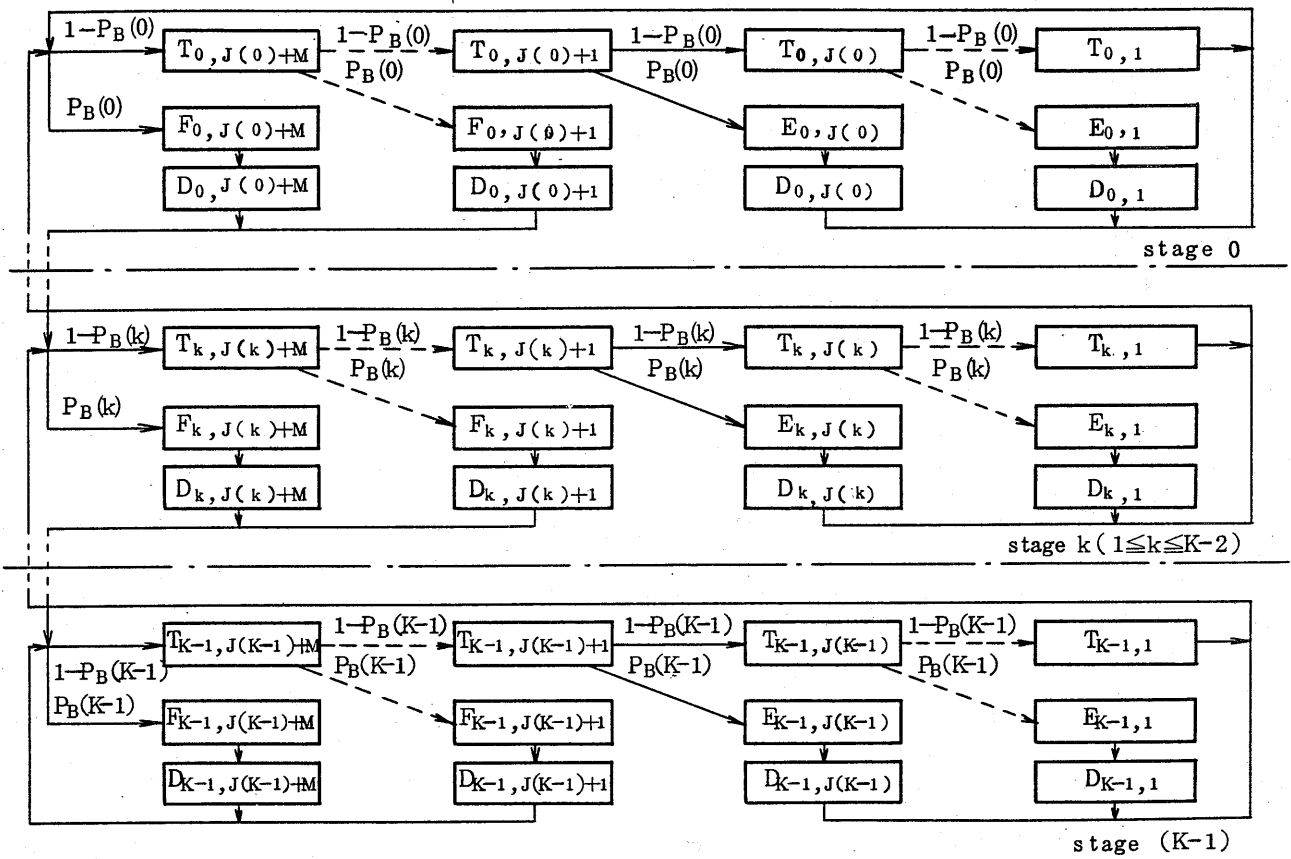 1-P_B(0) T_0,J(0)+M 1-P_B(0) T_0,J(0)+1 1-P_B(0) T_0,J(0) 1-P_B(0) T_0,1
P_B(0) P_B(0) P_B(0)
P_B(0) F_0,J(0)+M F_0,J(0)+1 E_0,J(0) E_0,1
D_0,J(0)+M D_0,J(0)+1 D_0,J(0) D_0,1
stage 0
1-P_B(k) T_k,J(k)+M 1-P_B(k) T_k,J(k)+1 1-P_B(k) T_k,J(k) 1-P_B(k) T_k,1
P_B(k) P_B(k) P_B(k)
P_B(k) F_k,J(k)+M F_k,J(k)+1 E_k,J(k) E_k,1
D_k,J(k)+M D_k,J(k)+1 D_k,J(k) D_k,1
stage k(1≦k≦K-2)
T_K-1,J(K-1)+M 1-P_B(K-1) T_K-1,J(K-1)+1 1-P_B(K-1) T_K-1,J(K-1) 1-P_B(K-1) T_K-1,1
1-P_B(K-1) P_B(K-1) P_B(K-1) P_B(K-1)
P_B(K-1) F_K-1,J(K-1)+M F_K-1,J(K-1)+1 E_K-1,J(K-1) E_K-1,1
D_K-1,J(K-1)+M D_K-1,J(K-1)+1 D_K-1,J(K-1) D_K-1,1
stage (K-1)